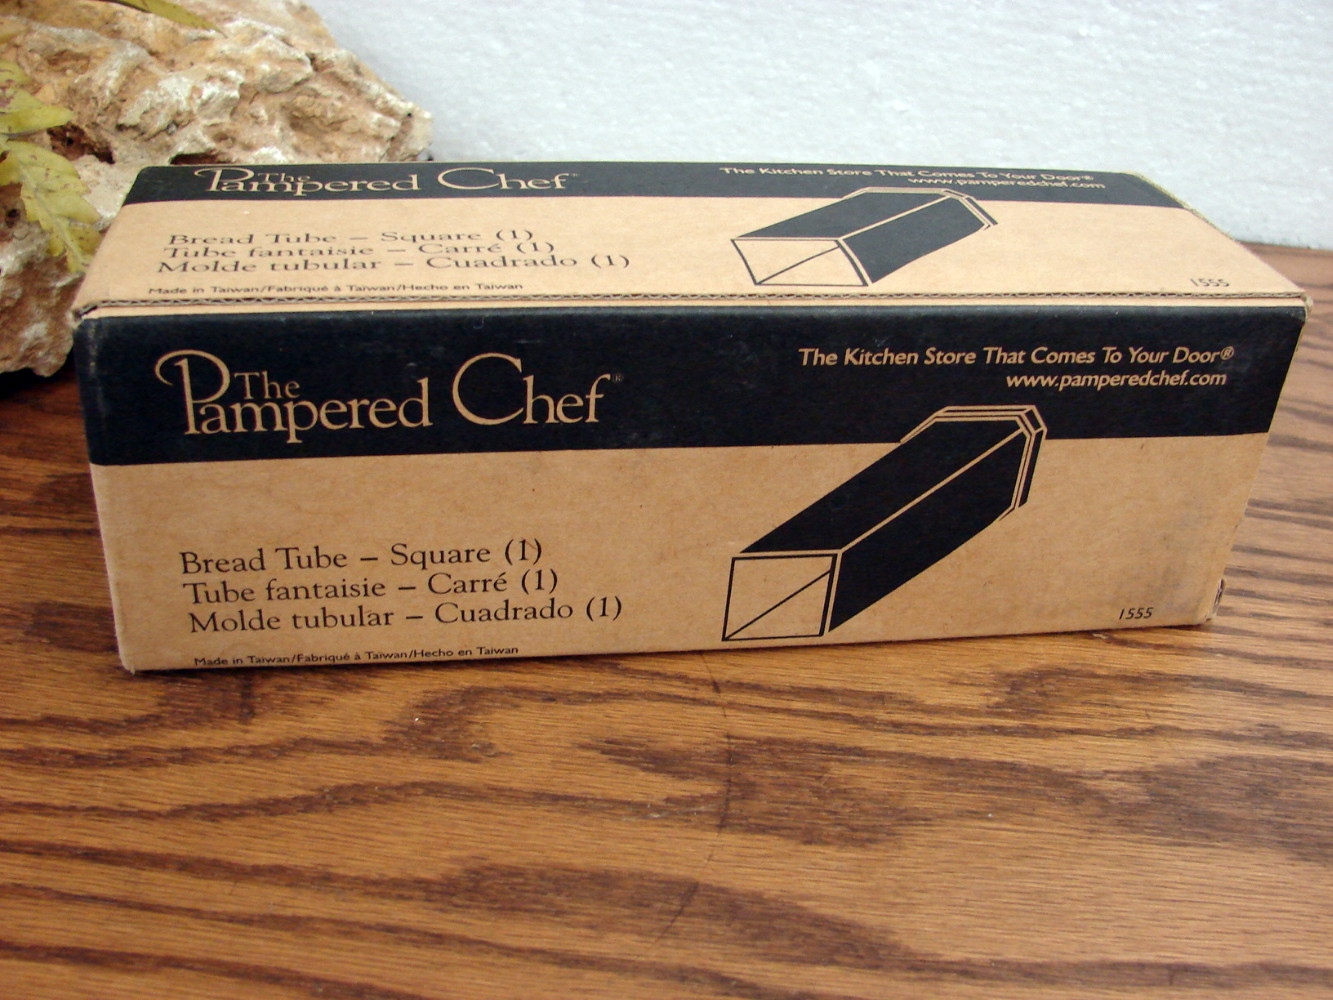 The
Pampered Chef®
The Kitchen Store That Comes To Your Door®
www.pamperedchef.com
Bread Tube – Square (1)
Tube fantaisie – Carré (1)
Molde tubular – Cuadrado (1)
Made in Taiwan/Fabriqué à Taiwan/Hecho en Taiwan
1555
The
Pampered Chef®
The Kitchen Store That Comes To Your Door®
www.pamperedchef.com
Bread Tube – Square (1)
Tube fantaisie – Carré (1)
Molde tubular – Cuadrado (1)
Made in Taiwan/Fabriqué à Taïwan/Hecho en Taiwan
1555